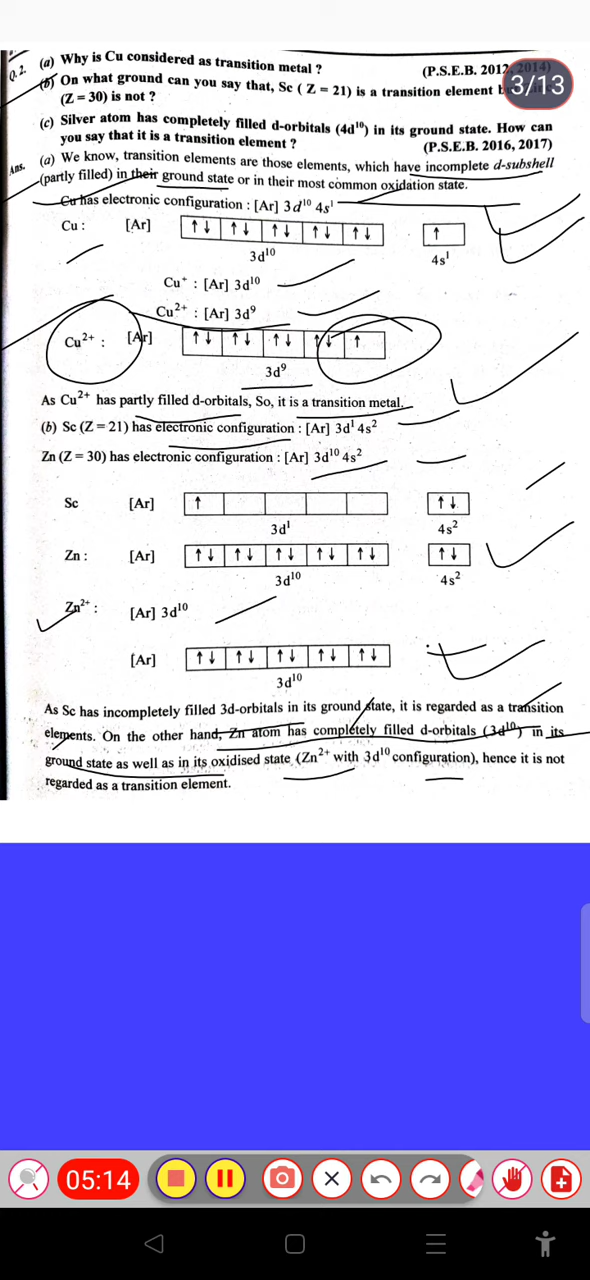 Q.2. (a) Why is Cu considered as transition metal ?
(P.S.E.B. 2012, 2014)
(b) On what ground can you say that, Sc ( Z = 21) is a transition element
(Z = 30) is not ?
3/13
(c) Silver atom has completely filled d-orbitals (4d¹⁰) in its ground state. How can
you say that it is a transition element ?
(P.S.E.B. 2016, 2017)
Ans. (a) We know, transition elements are those elements, which have incomplete d-subshell
(partly filled) in their ground state or in their most common oxidation state.
Cu has electronic configuration : [Ar] 3d¹⁰ 4s¹
Cu : [Ar] ↑↓ ↑↓ ↑↓ ↑↓ ↑↓ ↑
3d¹⁰ 4s¹
Cu⁺ : [Ar] 3d¹⁰
Cu²⁺ : [Ar] 3d⁹
Cu²⁺ : [Ar] ↑↓ ↑↓ ↑↓ ↑↓ ↑
3d⁹
As Cu²⁺ has partly filled d-orbitals, So, it is a transition metal.
(b) Sc (Z = 21) has electronic configuration : [Ar] 3d¹ 4s²
Zn (Z = 30) has electronic configuration : [Ar] 3d¹⁰ 4s²
Sc [Ar] ↑ ↑↓
3d¹ 4s²
Zn : [Ar] ↑↓ ↑↓ ↑↓ ↑↓ ↑↓ ↑↓
3d¹⁰ 4s²
Zn²⁺ : [Ar] 3d¹⁰
[Ar] ↑↓ ↑↓ ↑↓ ↑↓ ↑↓
3d¹⁰
As Sc has incompletely filled 3d-orbitals in its ground state, it is regarded as a transition
elements. On the other hand, Zn atom has completely filled d-orbitals (3d¹⁰) in its
ground state as well as in its oxidised state (Zn²⁺ with 3d¹⁰ configuration), hence it is not
regarded as a transition element.
05:14